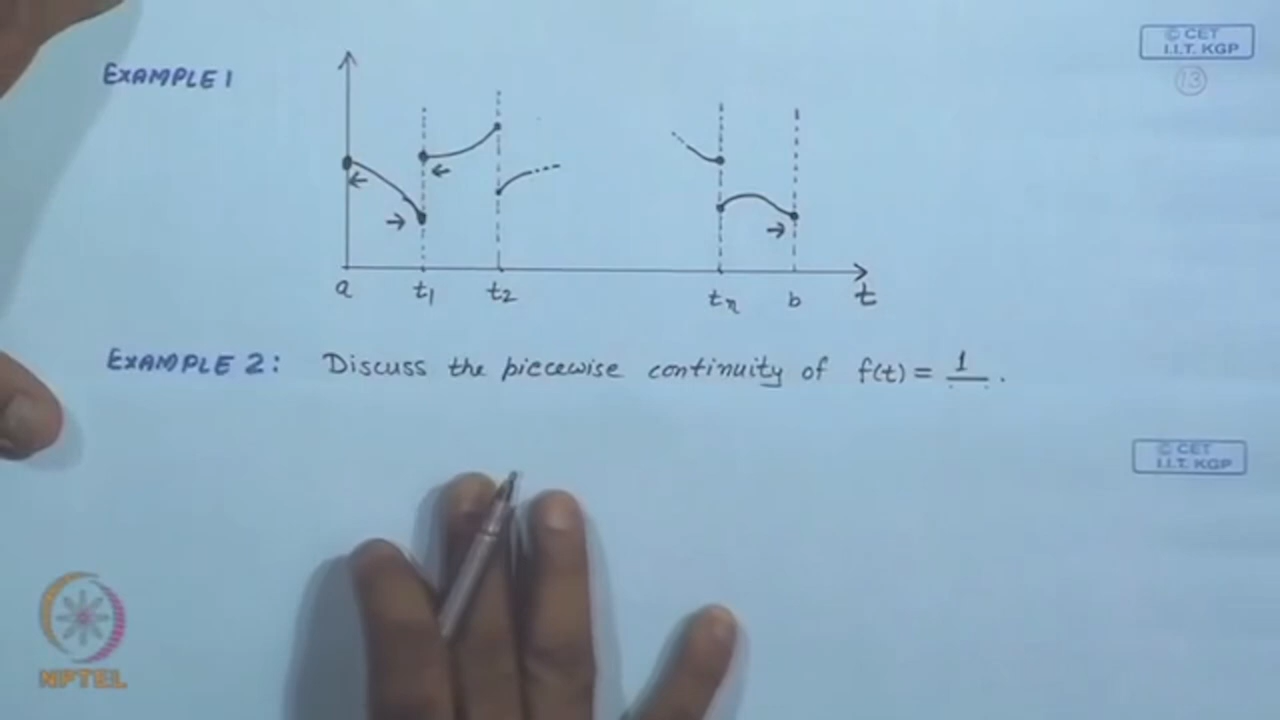 © CET
I.I.T. KGP
13
EXAMPLE 1
a t1 t2 tn b t
EXAMPLE 2: Discuss the piecewise continuity of f(t) = 1
© CET
I.I.T. KGP
NPTEL